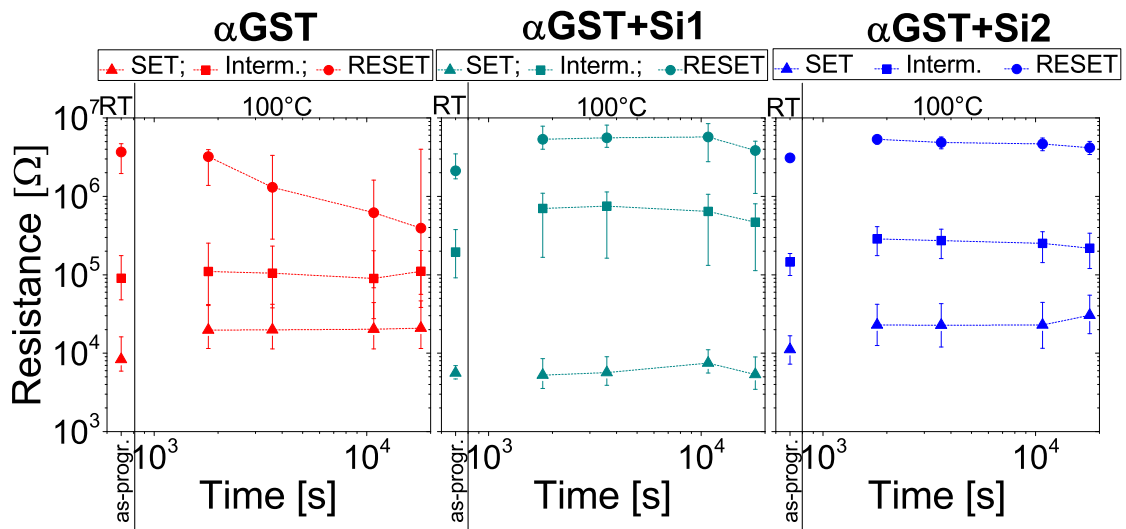 αGST
αGST+Si1
αGST+Si2
SET; Interm.; RESET
SET; Interm.; RESET
SET Interm. RESET
RT 100°C
RT 100°C
RT 100°C
10⁷
10⁶
10⁵
10⁴
10³
Resistance [Ω]
as-progr.
10³ 10⁴
as-progr.
10³ 10⁴
as-progr.
10³ 10⁴
Time [s]
Time [s]
Time [s]